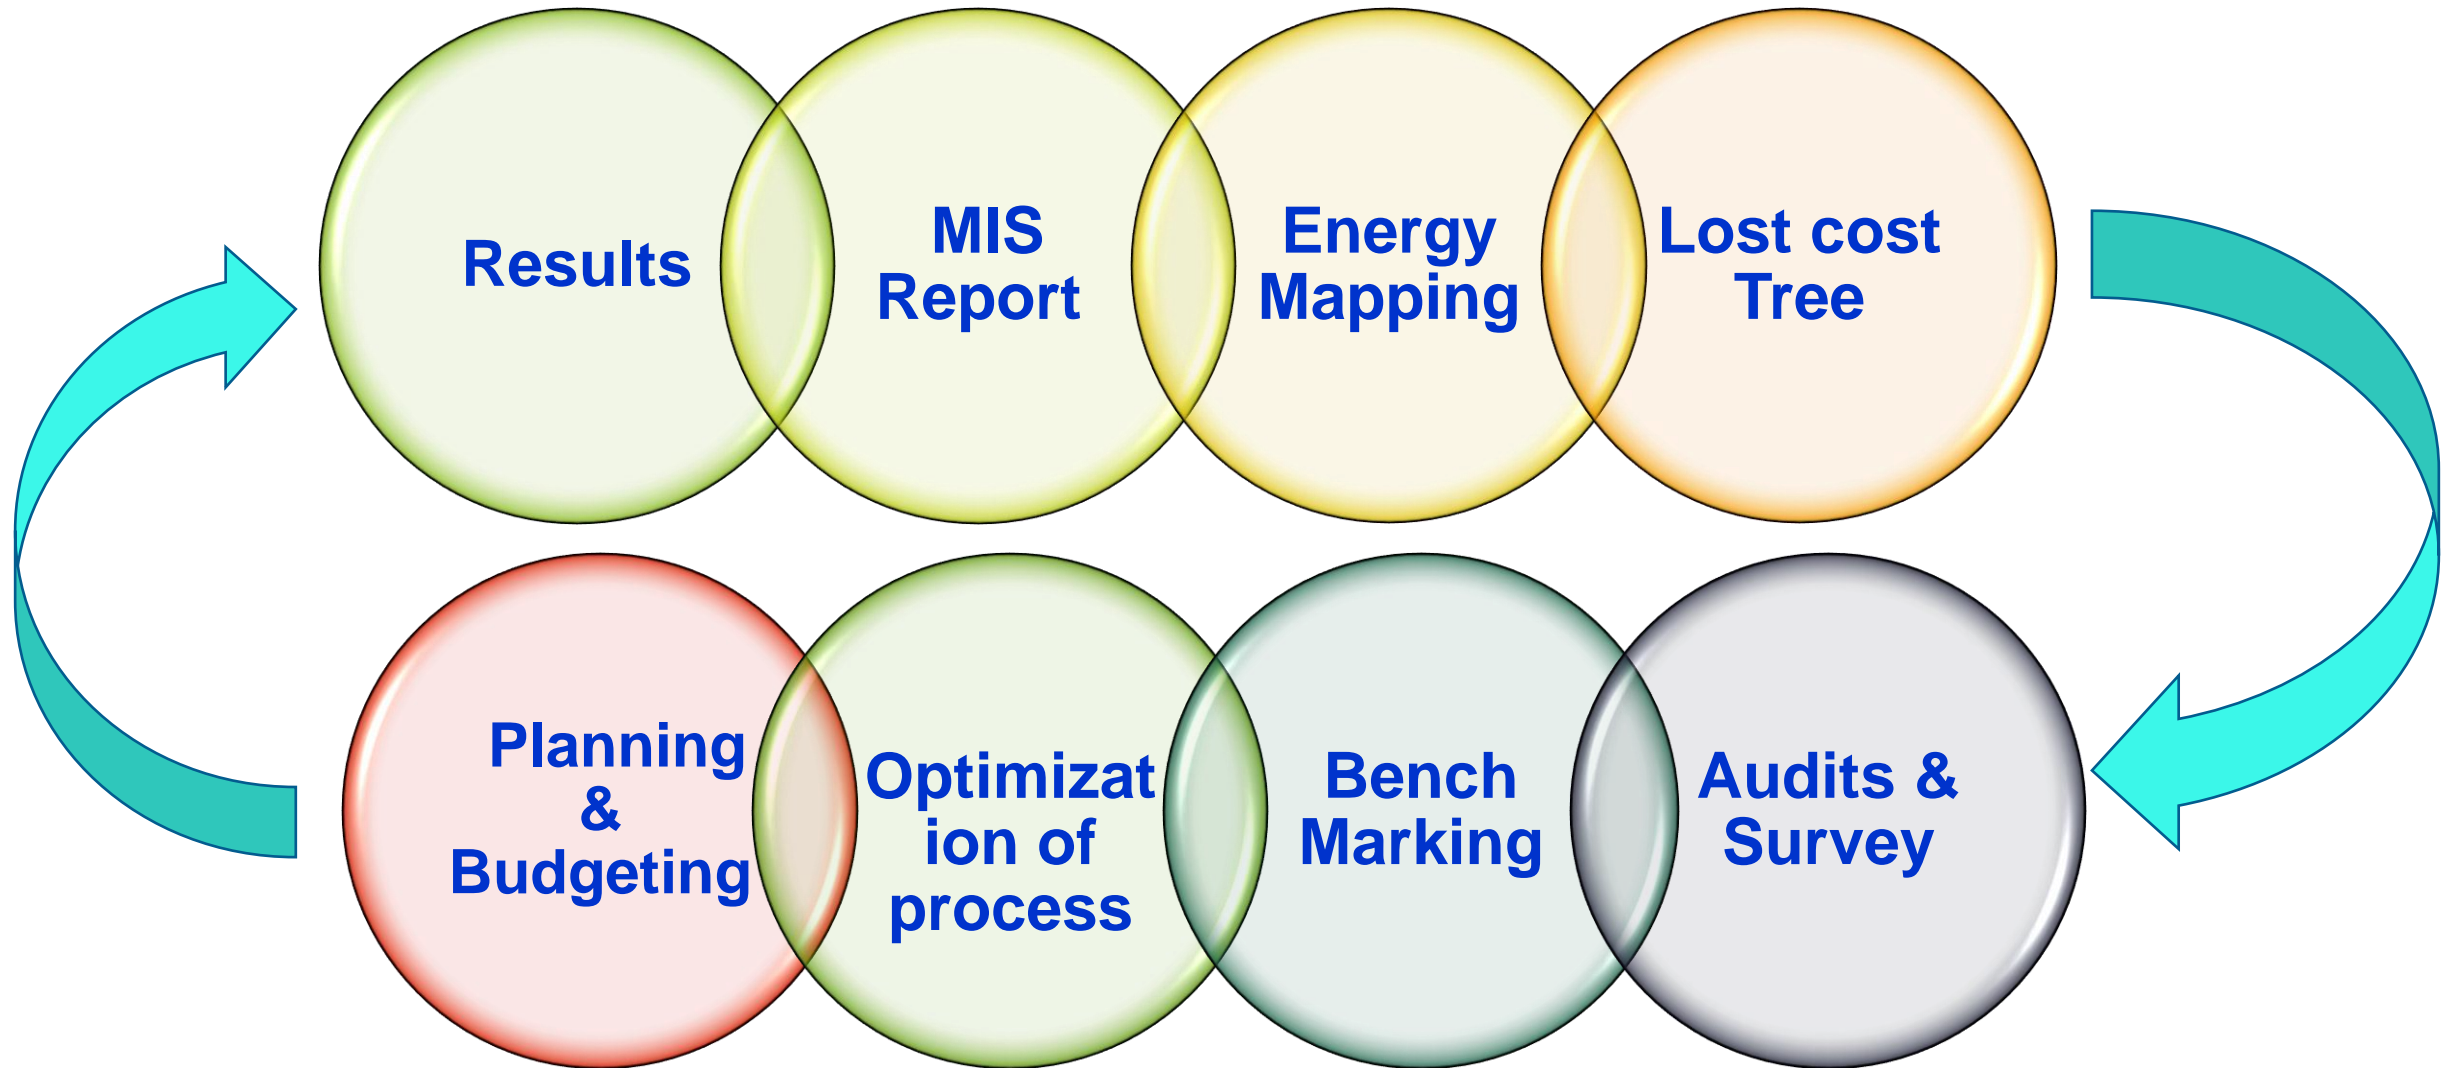 Results
MIS
Report
Energy
Mapping
Lost cost
Tree
Planning
&
Budgeting
Optimizat
ion of
process
Bench
Marking
Audits &
Survey